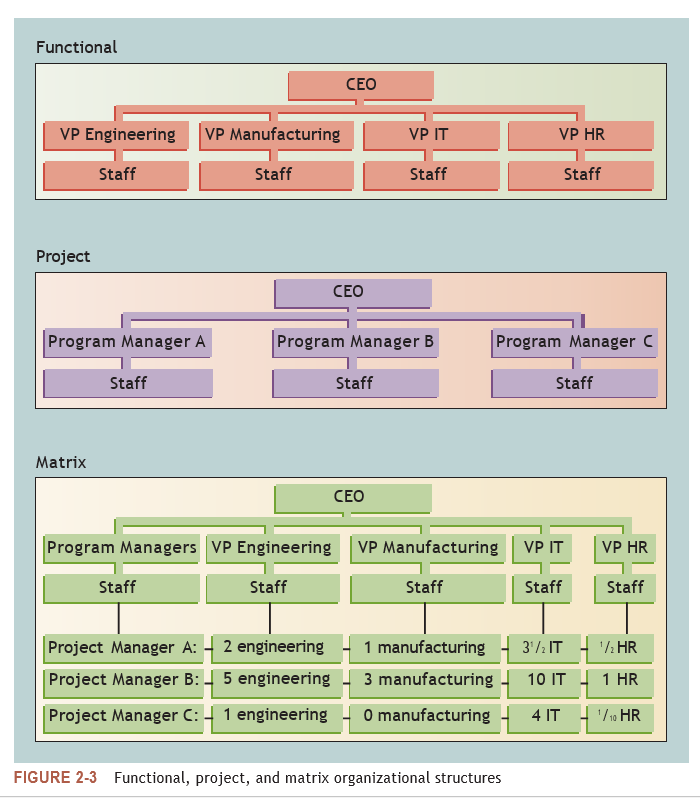 Functional
CEO
VP Engineering VP Manufacturing VP IT VP HR
Staff Staff Staff Staff
Project
CEO
Program Manager A Program Manager B Program Manager C
Staff Staff Staff
Matrix
CEO
Program Managers VP Engineering VP Manufacturing VP IT VP HR
Staff Staff Staff Staff Staff
Project Manager A: 2 engineering 1 manufacturing 3 1/2 IT 1/2 HR
Project Manager B: 5 engineering 3 manufacturing 10 IT 1 HR
Project Manager C: 1 engineering 0 manufacturing 4 IT 1/10 HR
FIGURE 2-3 Functional, project, and matrix organizational structures